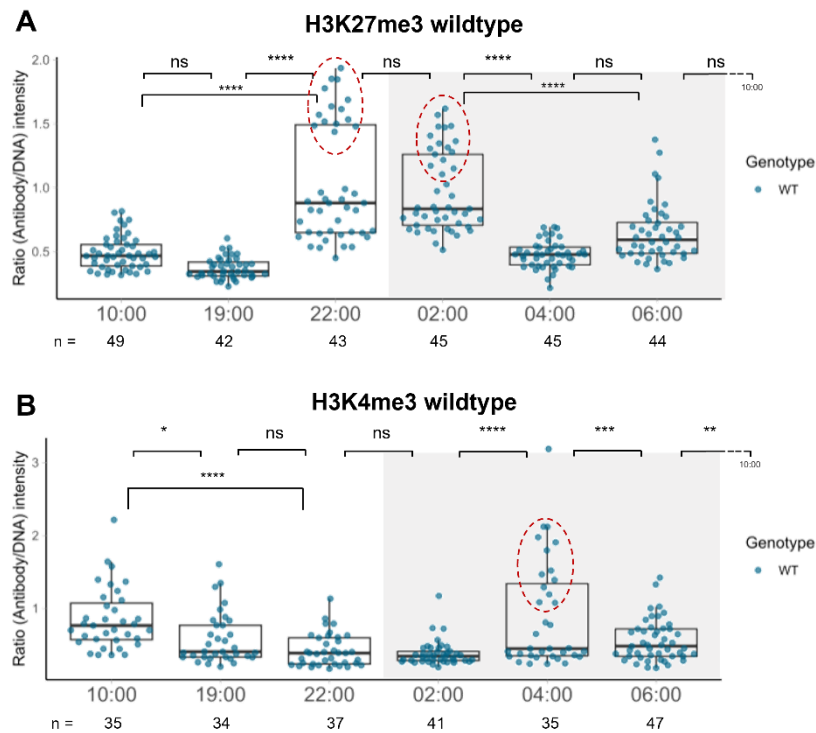 A
H3K27me3 wildtype
Ratio (Antibody/DNA) intensity
2.0
1.5
1.0
0.5
ns **** ns **** ns ns
10:00
**** ****
Genotype
WT
10:00 19:00 22:00 02:00 04:00 06:00
n = 49 42 43 45 45 44
B
H3K4me3 wildtype
Ratio (Antibody/DNA) intensity
3
2
1
* ns ns **** *** **
10:00
****
Genotype
WT
10:00 19:00 22:00 02:00 04:00 06:00
n = 35 34 37 41 35 47